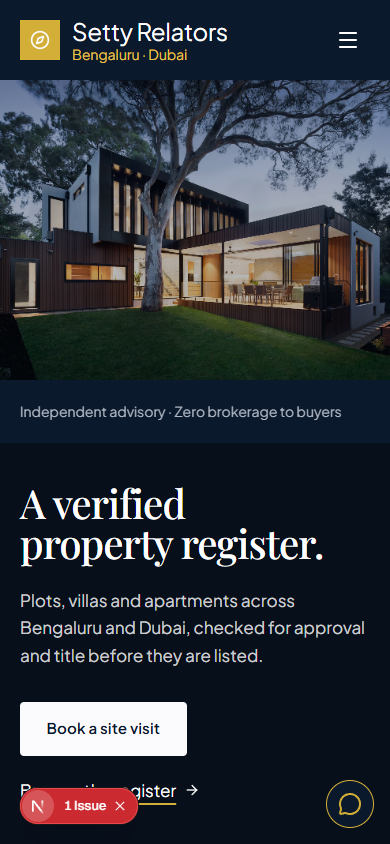 Setty Relators
Bengaluru · Dubai
Independent advisory · Zero brokerage to buyers
A verified
property register.
Plots, villas and apartments across
Bengaluru and Dubai, checked for approval
and title before they are listed.
Book a site visit
gister →
N 1 Issue ×